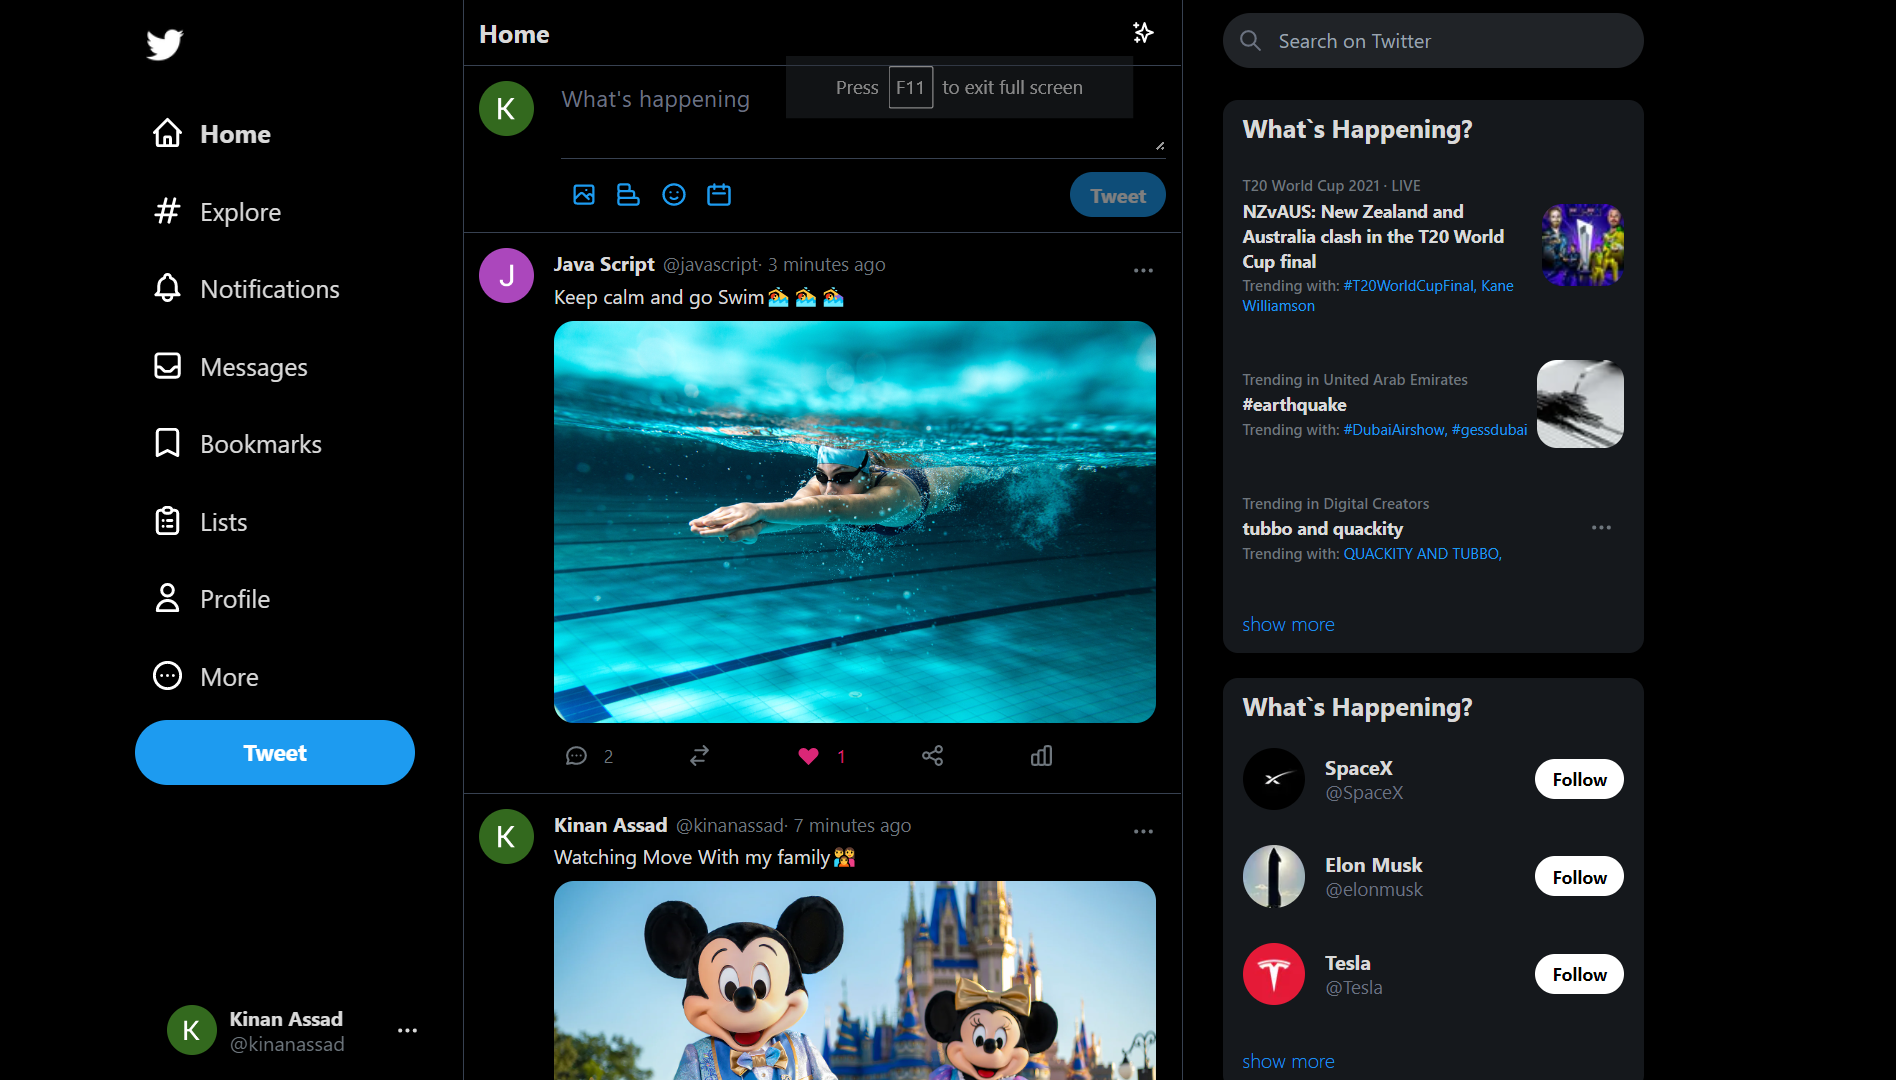 Home
Explore
Notifications
Messages
Bookmarks
Lists
Profile
More
Tweet
K
Kinan Assad
@kinanassad
Home
Press F11 to exit full screen
K
What's happening
Tweet
J
Java Script @javascript· 3 minutes ago
Keep calm and go Swim
2
1
K
Kinan Assad @kinanassad· 7 minutes ago
Watching Move With my family
Search on Twitter
What`s Happening?
T20 World Cup 2021 · LIVE
NZvAUS: New Zealand and
Australia clash in the T20 World
Cup final
Trending with: #T20WorldCupFinal, Kane
Williamson
Trending in United Arab Emirates
#earthquake
Trending with: #DubaiAirshow, #gessdubai
Trending in Digital Creators
tubbo and quackity
Trending with: QUACKITY AND TUBBO,
show more
What`s Happening?
SpaceX
@SpaceX
Follow
Elon Musk
@elonmusk
Follow
Tesla
@Tesla
Follow
show more